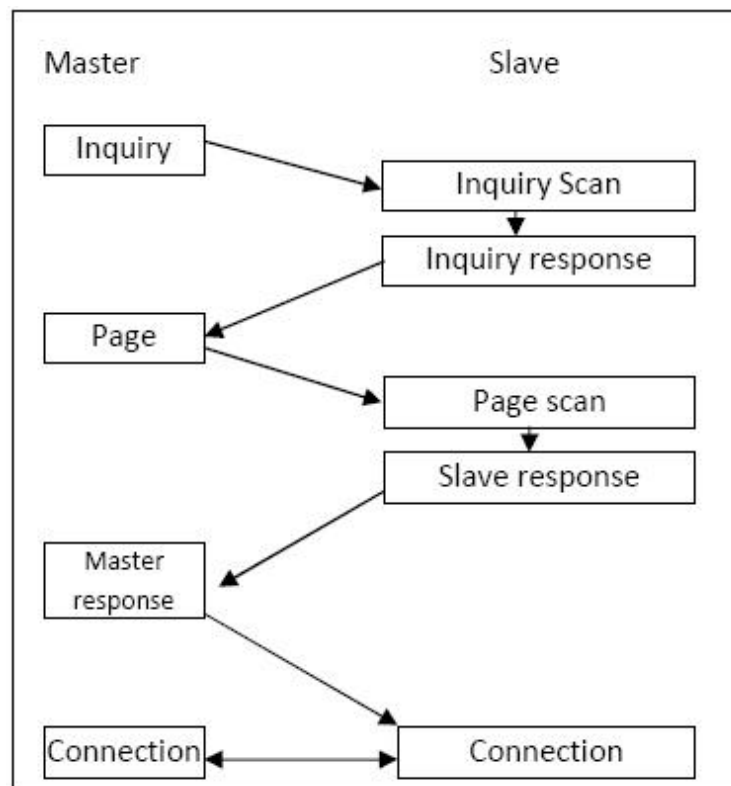 Master
Slave
Inquiry
Inquiry Scan
Inquiry response
Page
Page scan
Slave response
Master
response
Connection
Connection